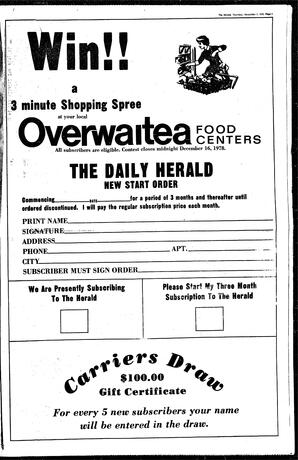 Win!!
a
3 minute Shopping Spree
at your local
Overwaitea FOOD CENTERS
All subscribers are eligible. Contest closes midnight December 16, 1978.
THE DAILY HERALD
NEW START ORDER
Commencing DATE for a period of 3 months and thereafter until
ordered discontinued. I will pay the regular subscription price each month.
PRINT NAME
SIGNATURE
ADDRESS
PHONE APT.
CITY
SUBSCRIBER MUST SIGN ORDER
We Are Presently Subscribing
To The Herald
Please Start My Three Month
Subscription To The Herald
Carriers Draw
$100.00
Gift Certificate
For every 5 new subscribers your name
will be entered in the draw.